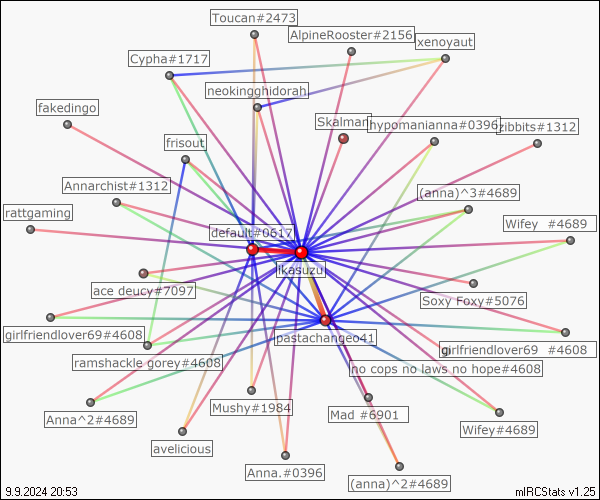 Toucan#2473
AlpineRooster#2156
xenoyaut
Cypha#1717
neokingghidorah
fakedingo
Skalman
hypomanianna#0396
zibbits#1312
frisout
Annarchist#1312
(anna)^3#4689
rattgaming
Wifey #4689
default#0617
ikasuzu
ace deucy#7097
Soxy Foxy#5076
girlfriendlover69#4608
pastachangeo41
girlfriendlover69 #4608
ramshackle gorey#4608
no cops no laws no hope#4608
Anna^2#4689
Mushy#1984
Mad #6901
Wifey#4689
avelicious
Anna.#0396
(anna)^2#4689
9.9.2024 20:53
mIRCStats v1.25